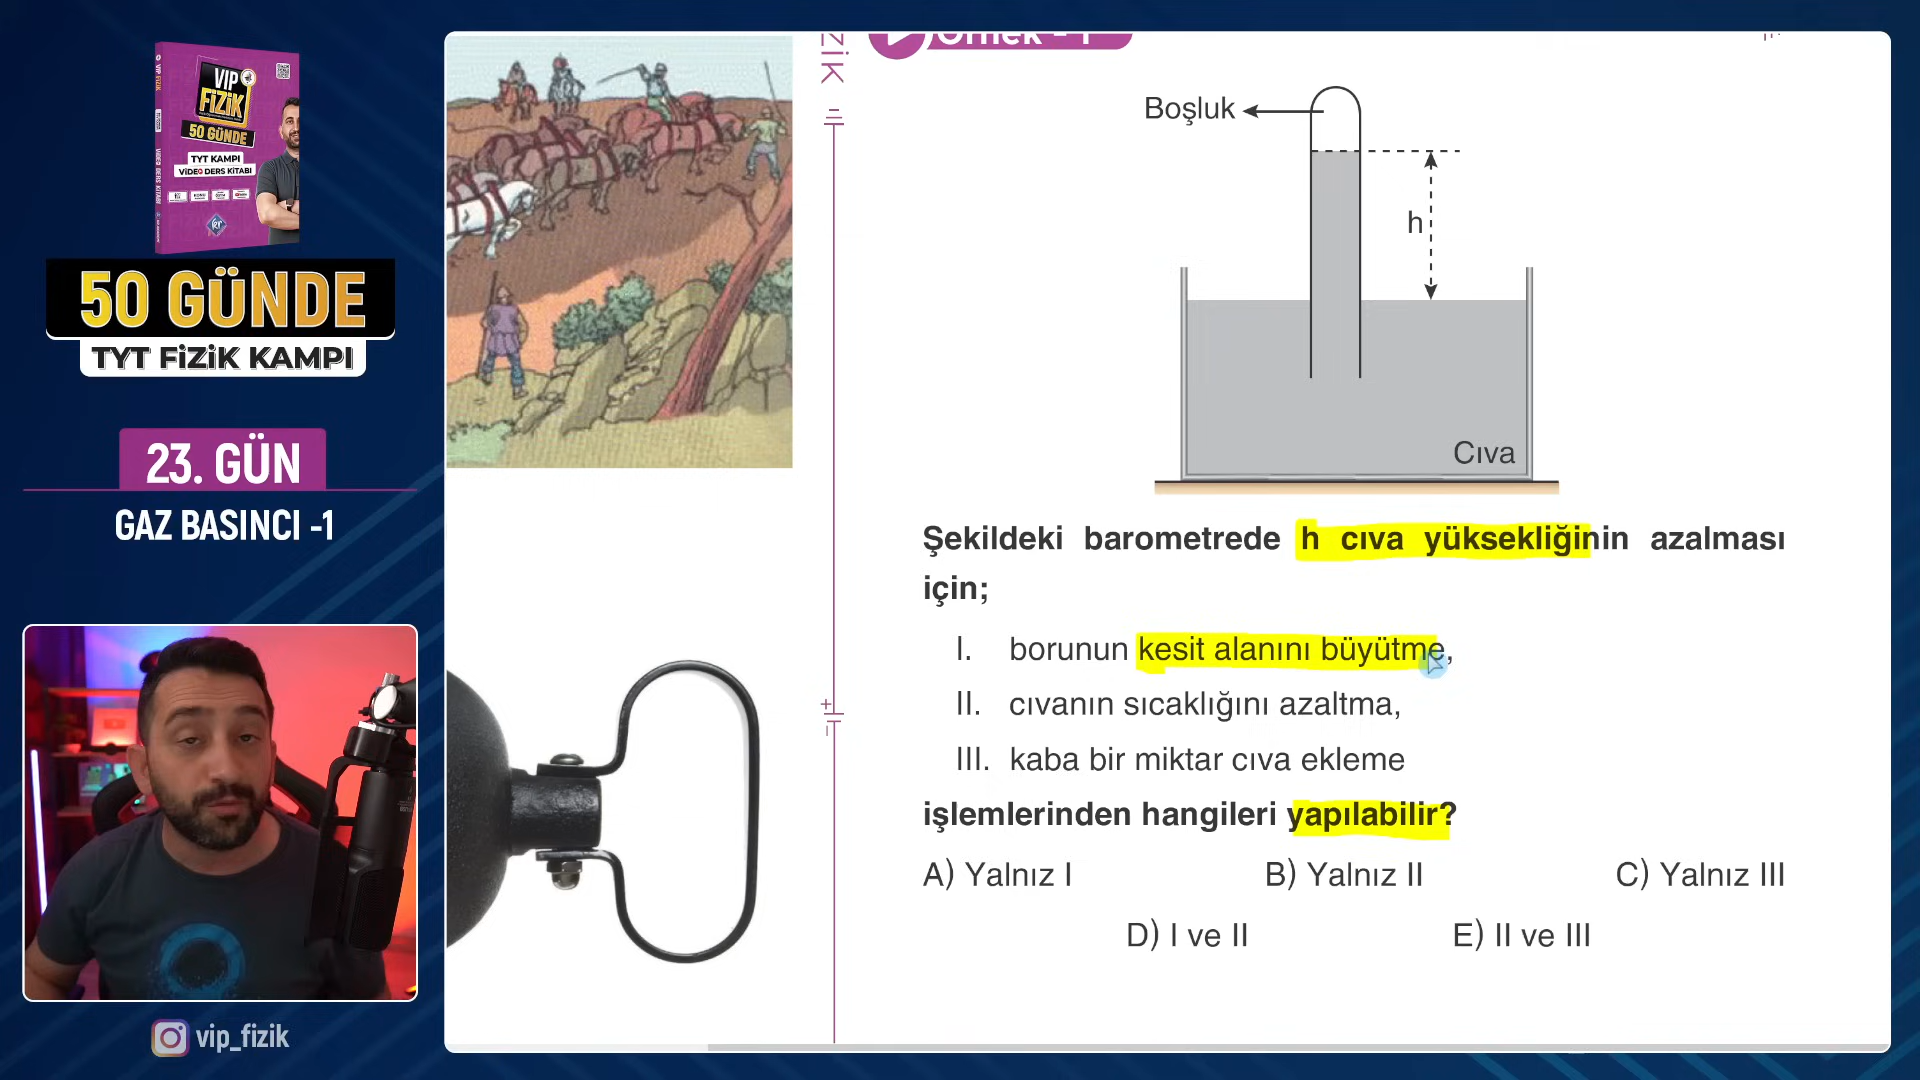 VIP
FİZİK
50 GÜNDE
TYT KAMPI
VİDEO DERS KİTABI
50 GÜNDE
TYT FİZİK KAMPI
23. GÜN
GAZ BASINCI -1
vip_fizik
Örnek - 1
Boşluk
h
Cıva
Şekildeki barometrede h cıva yüksekliğinin azalması
için;
I. borunun kesit alanını büyütme,
II. cıvanın sıcaklığını azaltma,
III. kaba bir miktar cıva ekleme
işlemlerinden hangileri yapılabilir?
A) Yalnız I B) Yalnız II C) Yalnız III
D) I ve II E) II ve III